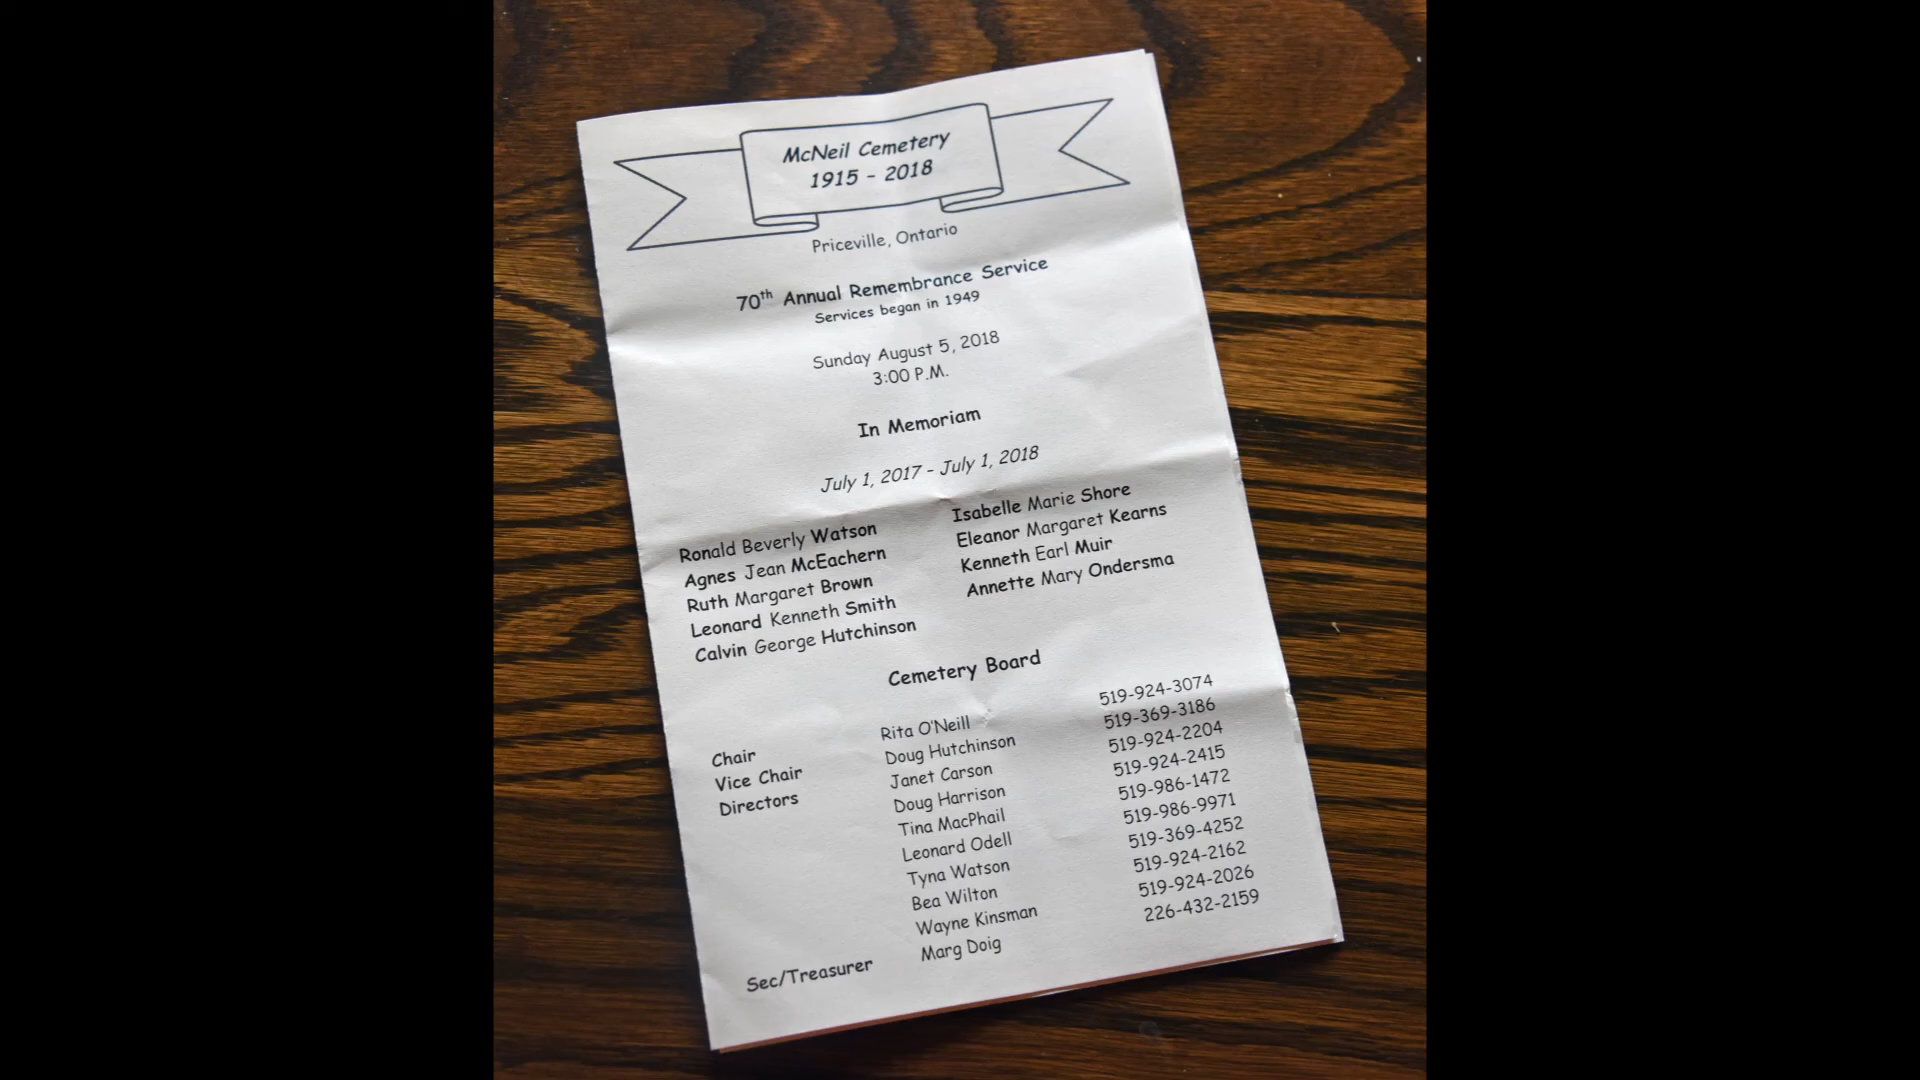 McNeil Cemetery
1915 - 2018
Priceville, Ontario
70th Annual Remembrance Service
Services began in 1949
Sunday August 5, 2018
3:00 P.M.
In Memoriam
July 1, 2017 - July 1, 2018
Ronald Beverly Watson
Agnes Jean McEachern
Ruth Margaret Brown
Leonard Kenneth Smith
Calvin George Hutchinson
Isabelle Marie Shore
Eleanor Margaret Kearns
Kenneth Earl Muir
Annette Mary Ondersma
Cemetery Board
Chair Rita O'Neill 519-924-3074
Vice Chair Doug Hutchinson 519-369-3186
Directors Janet Carson 519-924-2204
Doug Harrison 519-924-2415
Tina MacPhail 519-986-1472
Leonard Odell 519-986-9971
Tyna Watson 519-369-4252
Bea Wilton 519-924-2162
Wayne Kinsman 519-924-2026
Sec/Treasurer Marg Doig 226-432-2159